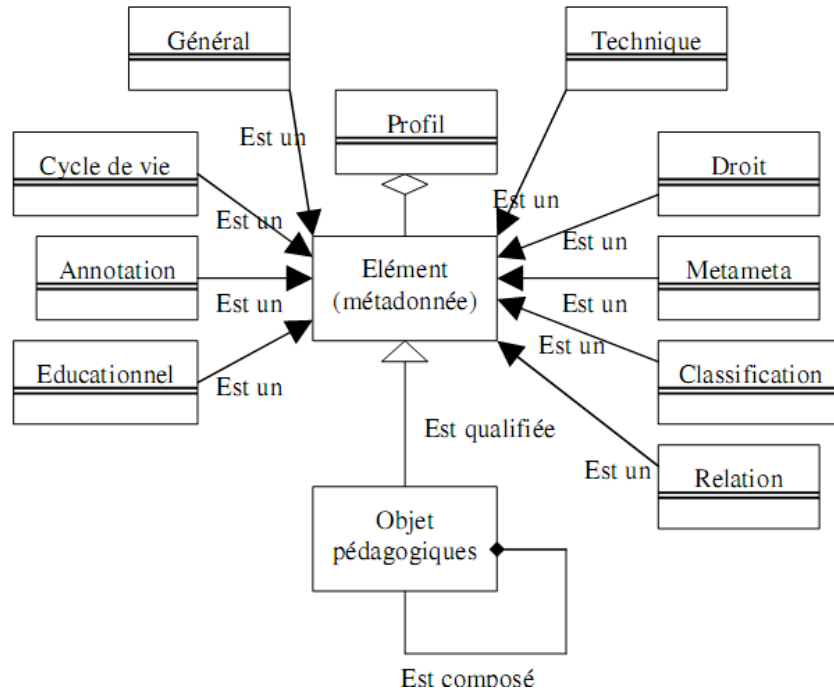 Général
Technique
Est un
Profil
Cycle de vie
Droit
Est un
Est un
Est un
Annotation
Elément
(métadonnée)
Metameta
Est un
Est un
Educationnel
Est un
Classification
Est un
Est qualifiée
Est un
Relation
Objet
pédagogiques
Est composé